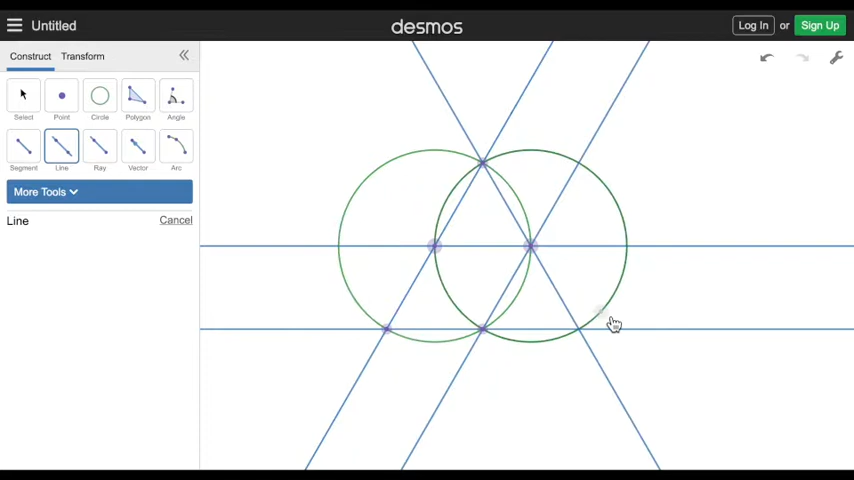 Untitled
desmos
Log In or Sign Up
Construct Transform
Select Point Circle Polygon Angle
Segment Line Ray Vector Arc
More Tools
Line Cancel